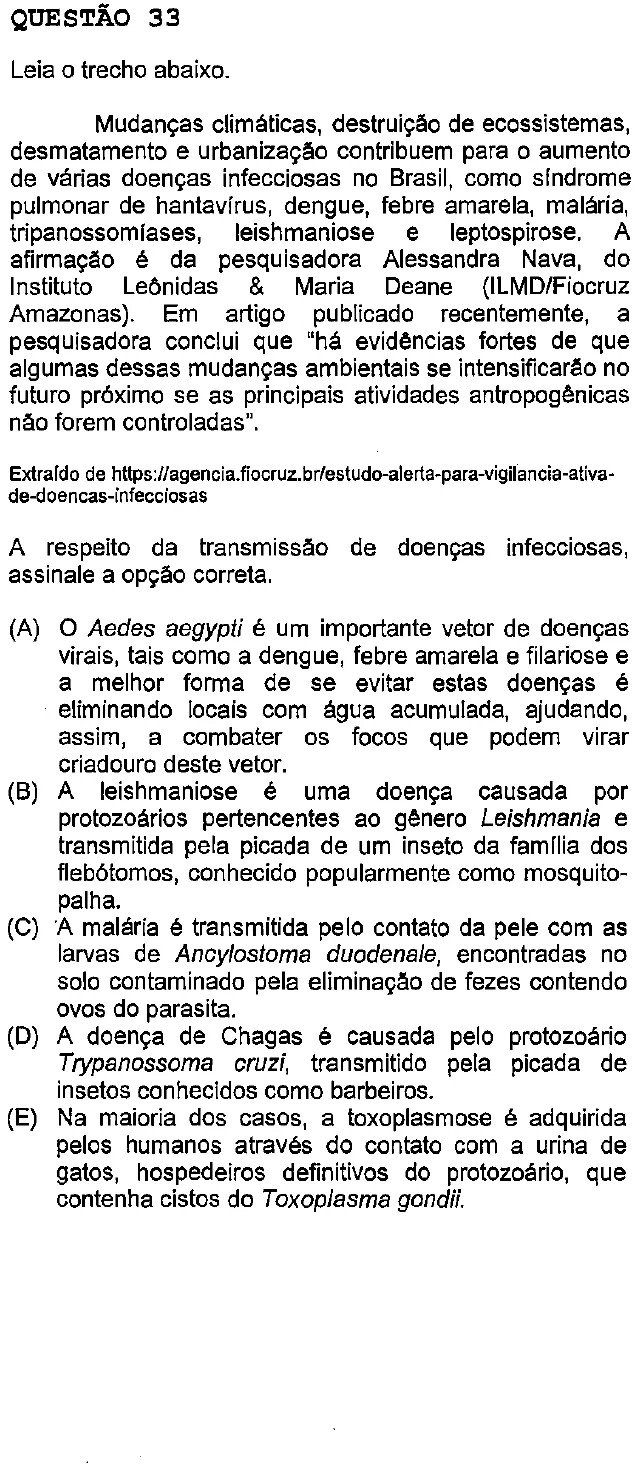 QUESTÃO 33
Leia o trecho abaixo.
Mudanças climáticas, destruição de ecossistemas,
desmatamento e urbanização contribuem para o aumento
de várias doenças infecciosas no Brasil, como síndrome
pulmonar de hantavírus, dengue, febre amarela, malária,
tripanossomíases, leishmaniose e leptospirose. A
afirmação é da pesquisadora Alessandra Nava, do
Instituto Leônidas & Maria Deane (ILMD/Fiocruz
Amazonas). Em artigo publicado recentemente, a
pesquisadora conclui que "há evidências fortes de que
algumas dessas mudanças ambientais se intensificarão no
futuro próximo se as principais atividades antropogênicas
não forem controladas".
Extraído de https://agencia.fiocruz.br/estudo-alerta-para-vigilancia-ativa-
de-doencas-infecciosas
A respeito da transmissão de doenças infecciosas,
assinale a opção correta.
(A) O Aedes aegypti é um importante vetor de doenças
virais, tais como a dengue, febre amarela e filariose e
a melhor forma de se evitar estas doenças é
eliminando locais com água acumulada, ajudando,
assim, a combater os focos que podem virar
criadouro deste vetor.
(B) A leishmaniose é uma doença causada por
protozoários pertencentes ao gênero Leishmania e
transmitida pela picada de um inseto da família dos
flebótomos, conhecido popularmente como mosquito-
palha.
(C) A malária é transmitida pelo contato da pele com as
larvas de Ancylostoma duodenale, encontradas no
solo contaminado pela eliminação de fezes contendo
ovos do parasita.
(D) A doença de Chagas é causada pelo protozoário
Trypanossoma cruzi, transmitido pela picada de
insetos conhecidos como barbeiros.
(E) Na maioria dos casos, a toxoplasmose é adquirida
pelos humanos através do contato com a urina de
gatos, hospedeiros definitivos do protozoário, que
contenha cistos do Toxoplasma gondii.